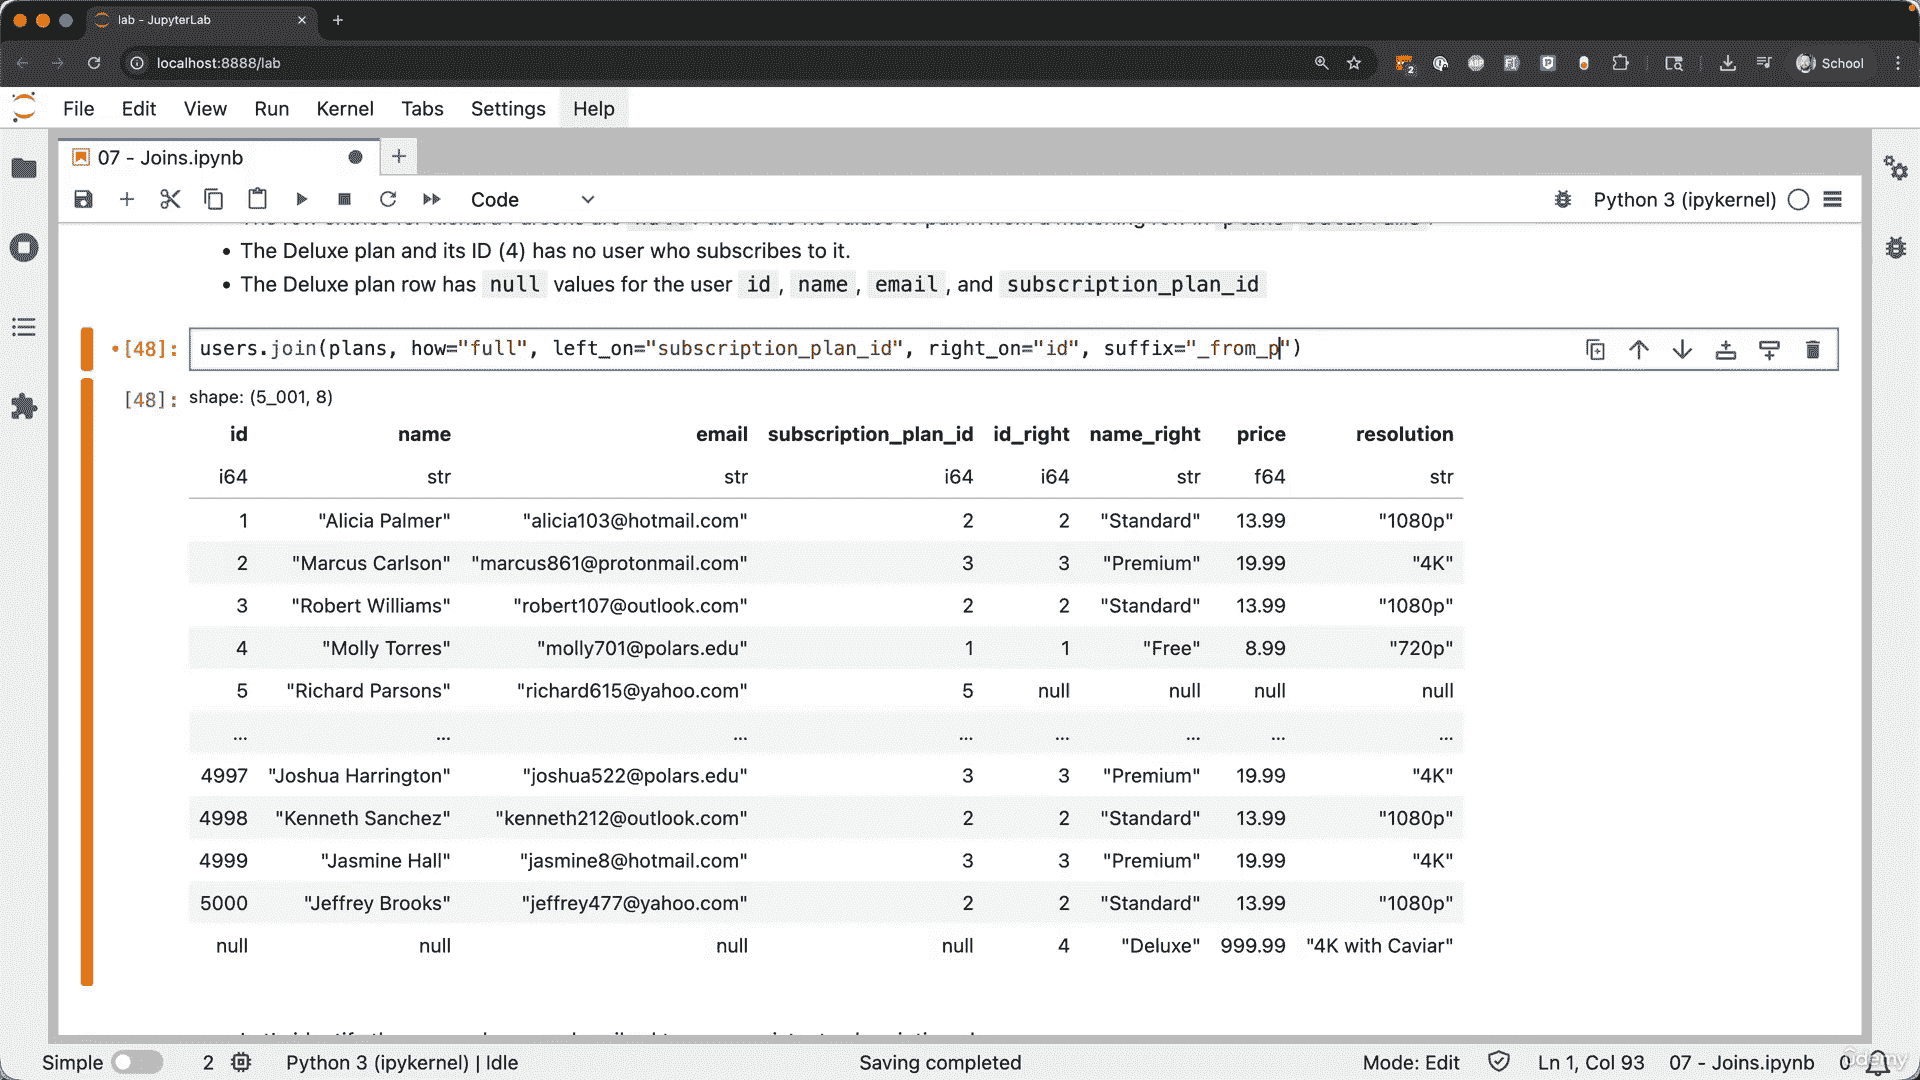 lab - JupyterLab
localhost:8888/lab
2
ABP
School
File Edit View Run Kernel Tabs Settings Help
07 - Joins.ipynb
Code
Python 3 (ipykernel)
• The Deluxe plan and its ID (4) has no user who subscribes to it.
• The Deluxe plan row has null values for the user id, name, email, and subscription_plan_id
•[48]: users.join(plans, how="full", left_on="subscription_plan_id", right_on="id", suffix="_from_p")
[48]: shape: (5_001, 8)
id name email subscription_plan_id id_right name_right price resolution
i64 str str i64 i64 str f64 str
1 "Alicia Palmer" "alicia103@hotmail.com" 2 2 "Standard" 13.99 "1080p"
2 "Marcus Carlson" "marcus861@protonmail.com" 3 3 "Premium" 19.99 "4K"
3 "Robert Williams" "robert107@outlook.com" 2 2 "Standard" 13.99 "1080p"
4 "Molly Torres" "molly701@polars.edu" 1 1 "Free" 8.99 "720p"
5 "Richard Parsons" "richard615@yahoo.com" 5 null null null null
... ... ... ... ... ... ... ...
4997 "Joshua Harrington" "joshua522@polars.edu" 3 3 "Premium" 19.99 "4K"
4998 "Kenneth Sanchez" "kenneth212@outlook.com" 2 2 "Standard" 13.99 "1080p"
4999 "Jasmine Hall" "jasmine8@hotmail.com" 3 3 "Premium" 19.99 "4K"
5000 "Jeffrey Brooks" "jeffrey477@yahoo.com" 2 2 "Standard" 13.99 "1080p"
null null null null 4 "Deluxe" 999.99 "4K with Caviar"
Simple 2 Python 3 (ipykernel) | Idle Saving completed Mode: Edit Ln 1, Col 93 07 - Joins.ipynb 0
udemy